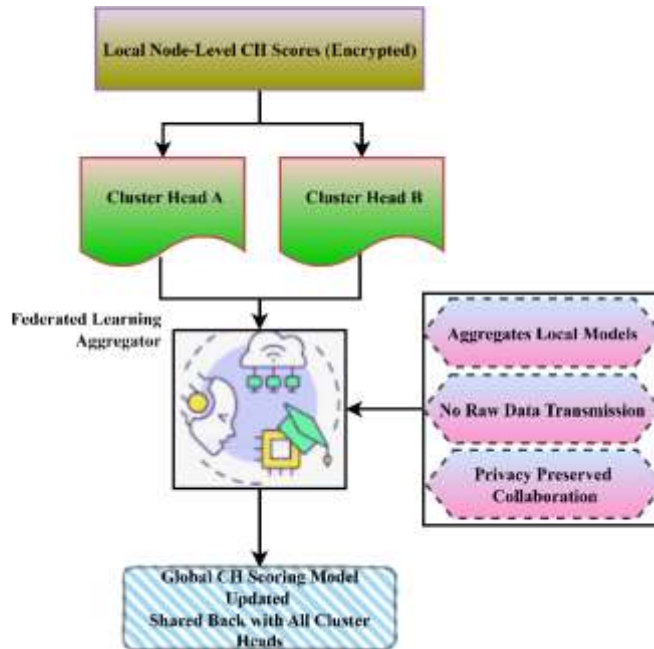 Local Node-Level CH Scores (Encrypted)
Cluster Head A
Cluster Head B
Federated Learning
Aggregator
Aggregates Local Models
No Raw Data Transmission
Privacy Preserved
Collaboration
Global CH Scoring Model
Updated
Shared Back with All Cluster
Heads